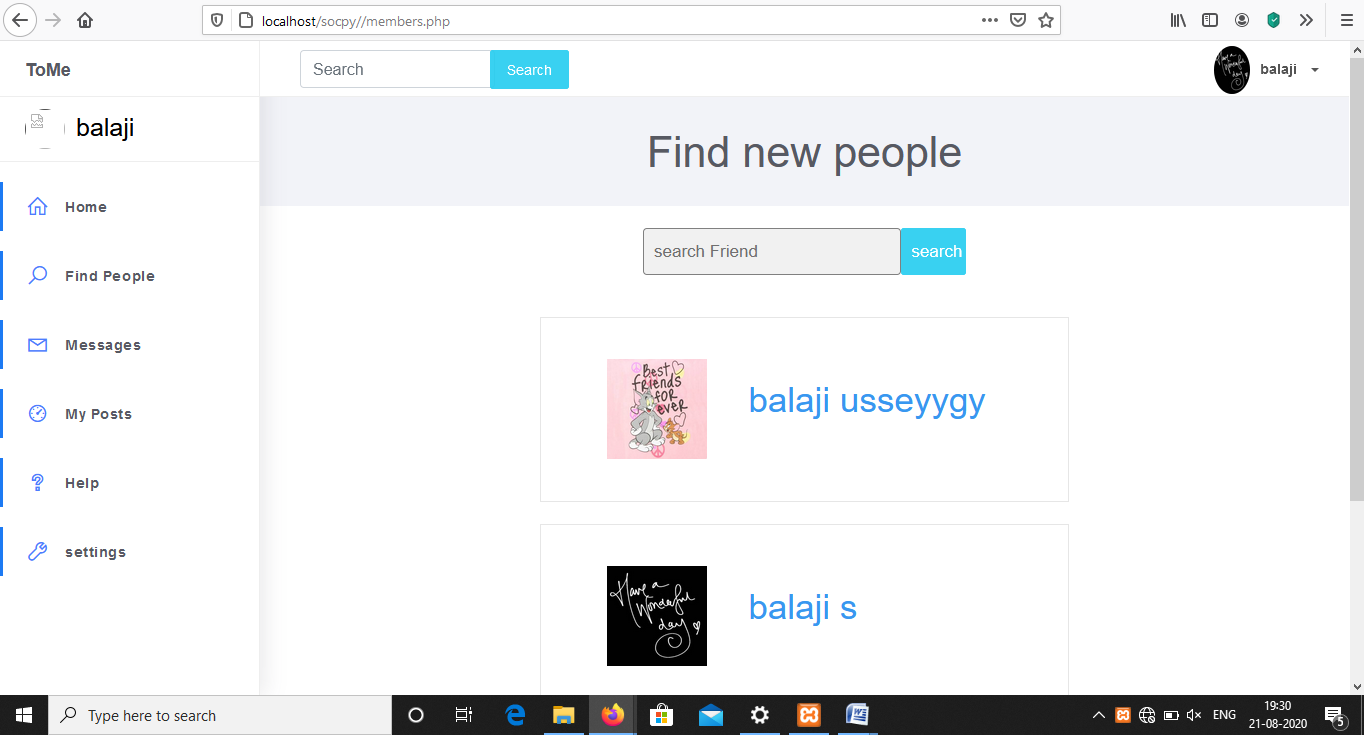 localhost/socpy//members.php
ToMe
Search
Search
balaji
balaji
Find new people
Home
Find People
Messages
My Posts
Help
settings
search Friend
search
BEST
friENds
FOR
EVER
balaji usseyygy
Have a
Wonderful
day
balaji s
Type here to search
ENG
19:30
21-08-2020
5